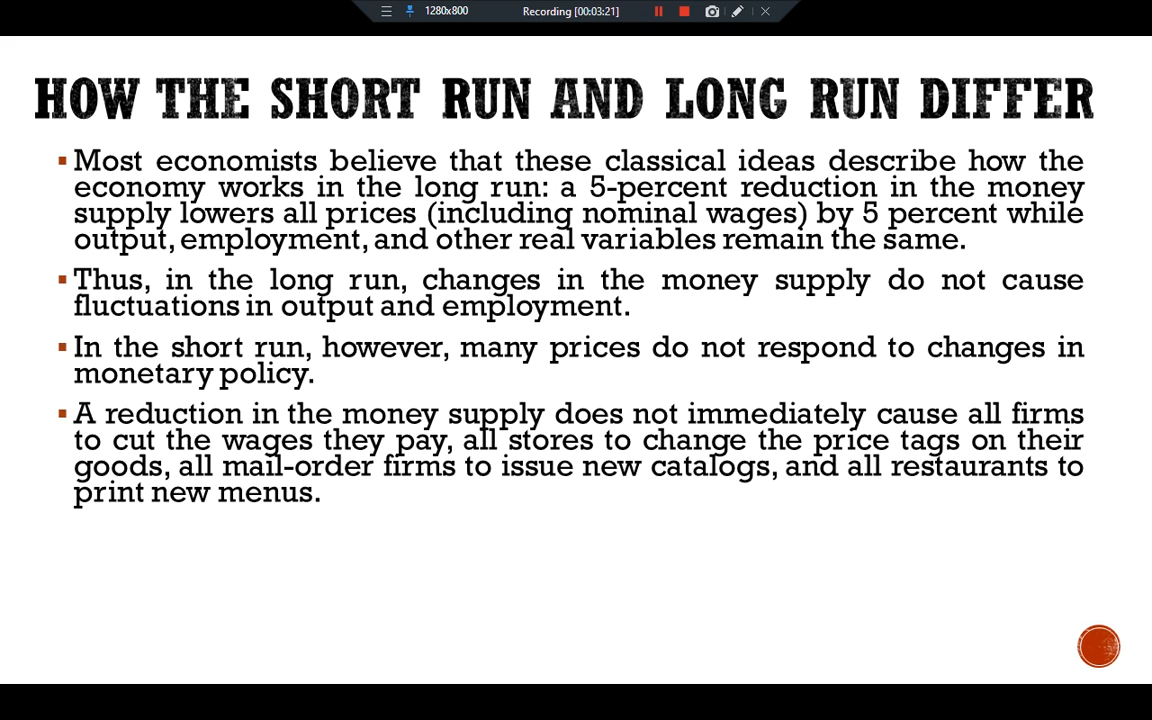 1280x800 Recording [00:03:21]
HOW THE SHORT RUN AND LONG RUN DIFFER
▪ Most economists believe that these classical ideas describe how the
economy works in the long run: a 5-percent reduction in the money
supply lowers all prices (including nominal wages) by 5 percent while
output, employment, and other real variables remain the same.
▪ Thus, in the long run, changes in the money supply do not cause
fluctuations in output and employment.
▪ In the short run, however, many prices do not respond to changes in
monetary policy.
▪ A reduction in the money supply does not immediately cause all firms
to cut the wages they pay, all stores to change the price tags on their
goods, all mail-order firms to issue new catalogs, and all restaurants to
print new menus.